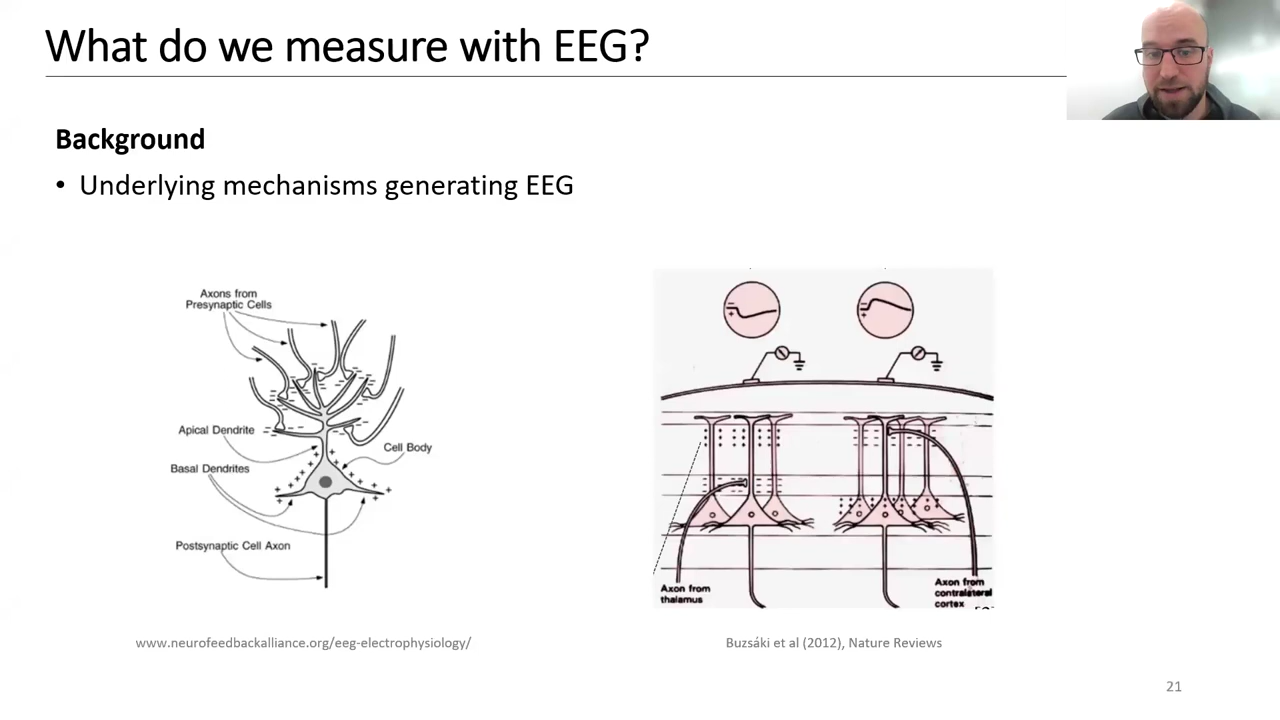 What do we measure with EEG?
Background
• Underlying mechanisms generating EEG
Axons from
Presynaptic Cells
Apical Dendrite
Cell Body
Basal Dendrites
Postsynaptic Cell Axon
Axon from
thalamus
Axon from
contralateral
cortex
www.neurofeedbackalliance.org/eeg-electrophysiology/
Buzsáki et al (2012), Nature Reviews
21